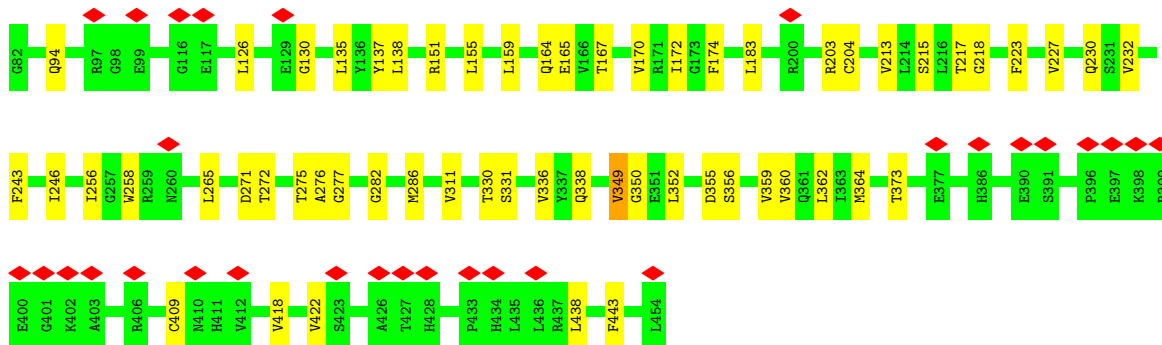 G82 Q94 R97 G98 E99 G116 E117 L126 E129 G130 L135 Y136 Y137 L138 R151 L155 L159 Q164 E165 V166 T167 V170 R171 I172 G173 F174 L183 R200 R203 C204 V213 L214 S215 L216 T217 G218 F223 V227 Q230 S231 V232
F243 I246 I256 G257 W258 R259 N260 L265 D271 T272 T275 A276 G277 G282 M286 V311 T330 S331 V336 Y337 Q338 V349 G350 E351 L352 D355 S356 V359 V360 Q361 L362 I363 M364 T373 E377 H386 E390 S391 P396 E397 K398
E400 G401 K402 A403 R406 C409 N410 H411 V412 V418 V422 S423 A426 T427 H428 P433 H434 L435 L436 R437 L438 F443 L454